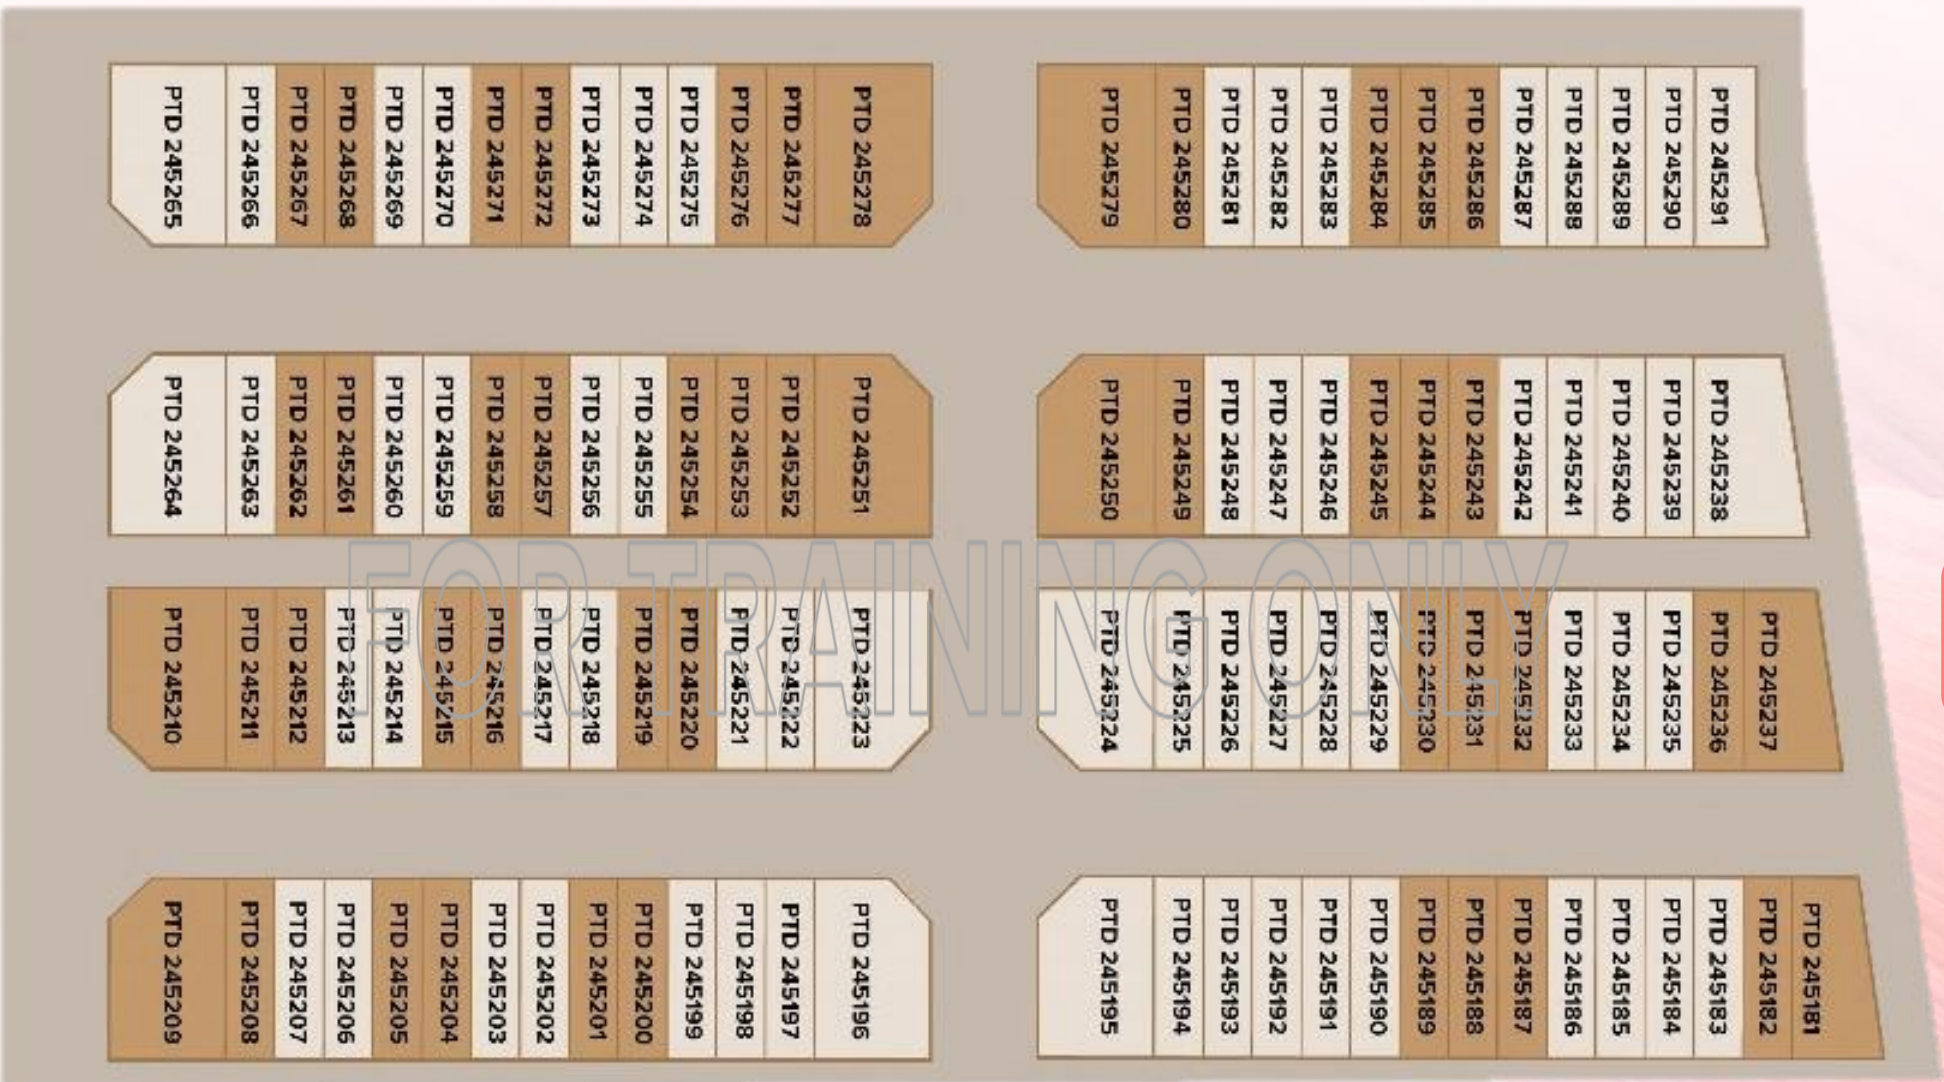 PTD 245265
PTD 245266
PTD 245267
PTD 245268
PTD 245269
PTD 245270
PTD 245271
PTD 245272
PTD 245273
PTD 245274
PTD 245275
PTD 245276
PTD 245277
PTD 245278
PTD 245279
PTD 245280
PTD 245281
PTD 245282
PTD 245283
PTD 245284
PTD 245285
PTD 245286
PTD 245287
PTD 245288
PTD 245289
PTD 245290
PTD 245291
PTD 245264
PTD 245263
PTD 245262
PTD 245261
PTD 245260
PTD 245259
PTD 245258
PTD 245257
PTD 245256
PTD 245255
PTD 245254
PTD 245253
PTD 245252
PTD 245251
PTD 245250
PTD 245249
PTD 245248
PTD 245247
PTD 245246
PTD 245245
PTD 245244
PTD 245243
PTD 245242
PTD 245241
PTD 245240
PTD 245239
PTD 245238
FOR TRAINING ONLY
PTD 245210
PTD 245211
PTD 245212
PTD 245213
PTD 245214
PTD 245215
PTD 245216
PTD 245217
PTD 245218
PTD 245219
PTD 245220
PTD 245221
PTD 245222
PTD 245223
PTD 245224
PTD 245225
PTD 245226
PTD 245227
PTD 245228
PTD 245229
PTD 245230
PTD 245231
PTD 245232
PTD 245233
PTD 245234
PTD 245235
PTD 245236
PTD 245237
PTD 245209
PTD 245208
PTD 245207
PTD 245206
PTD 245205
PTD 245204
PTD 245203
PTD 245202
PTD 245201
PTD 245200
PTD 245199
PTD 245198
PTD 245197
PTD 245196
PTD 245195
PTD 245194
PTD 245193
PTD 245192
PTD 245191
PTD 245190
PTD 245189
PTD 245188
PTD 245187
PTD 245186
PTD 245185
PTD 245184
PTD 245183
PTD 245182
PTD 245181